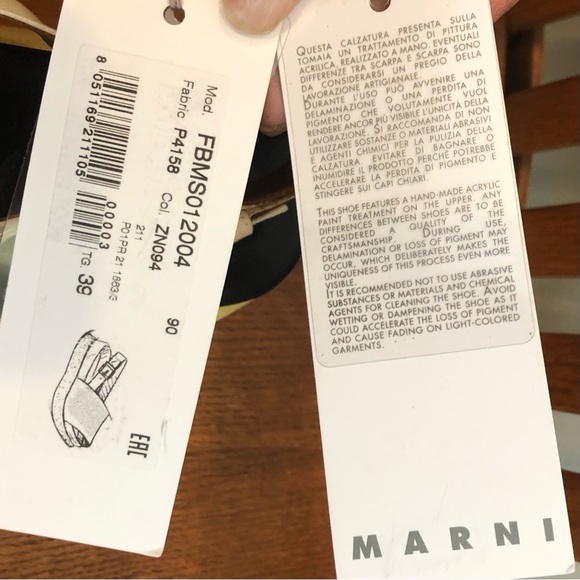 Mod. FBMS012004
Fabric P4158 Col. ZN094
211 90
P01PR 21 1863/G
8 051169 211105 00003 TG. 39
EAC
QUESTA CALZATURA PRESENTA SULLA
TOMAIA UN TRATTAMENTO DI PITTURA
ACRILICA, REALIZZATO A MANO. EVENTUALI
DIFFERENZE TRA SCARPA E SCARPA SONO
DA CONSIDERARSI UN PREGIO DELLA
LAVORAZIONE ARTIGIANALE.
DURANTE L'USO PUÒ AVVENIRE UNA
DELAMINAZIONE O UNA PERDITA DI
PIGMENTO CHE VOLUTAMENTE VUOL
RENDERE ANCOR PIÙ VISIBILE L'UNICITÀ DELLA
LAVORAZIONE. SI RACCOMANDA DI NON
UTILIZZARE SOSTANZE O MATERIALI ABRASIVI
E AGENTI CHIMICI PER LA PULIZIA DELLA
CALZATURA. EVITARE DI BAGNARE O
INUMIDIRE IL PRODOTTO PERCHÉ POTREBBE
ACCELERARE LA PERDITA DI PIGMENTO E
STINGERE SUI CAPI CHIARI.
THIS SHOE FEATURES A HAND-MADE ACRYLIC
PAINT TREATMENT ON THE UPPER. ANY
DIFFERENCES BETWEEN SHOES ARE TO BE
CONSIDERED A QUALITY OF THE
CRAFTSMANSHIP. DURING USE,
DELAMINATION OR LOSS OF PIGMENT MAY
OCCUR, WHICH DELIBERATELY MAKES THE
UNIQUENESS OF THIS PROCESS EVEN MORE
VISIBLE.
IT IS RECOMMENDED NOT TO USE ABRASIVE
SUBSTANCES OR MATERIALS AND CHEMICAL
AGENTS FOR CLEANING THE SHOE. AVOID
WETTING OR DAMPENING THE SHOE AS IT
COULD ACCELERATE THE LOSS OF PIGMENT
AND CAUSE FADING ON LIGHT-COLORED
GARMENTS.
MARNI